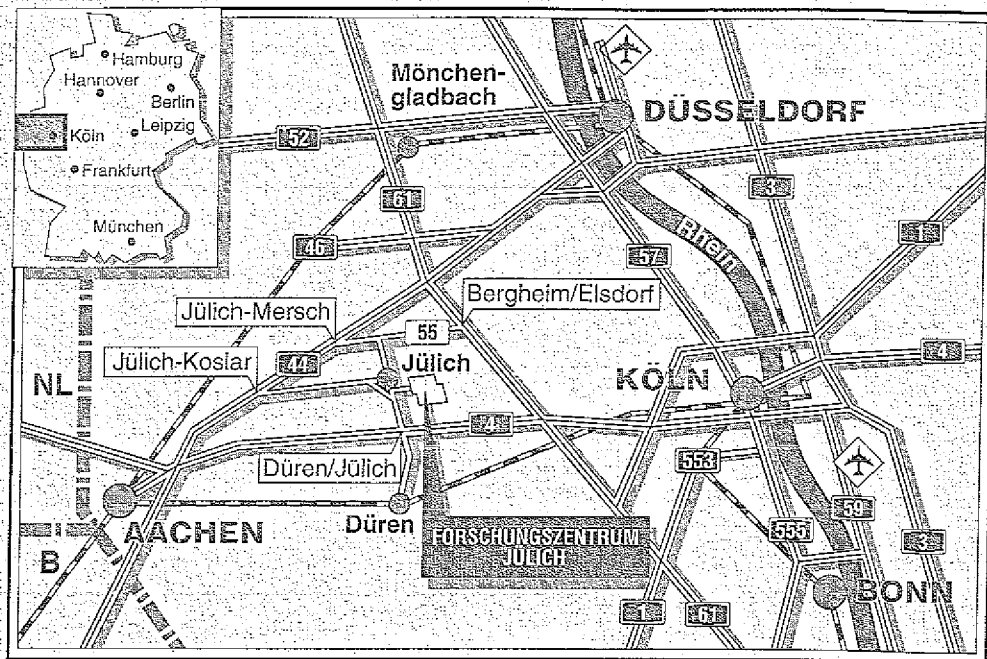 Hamburg
Hannover
Berlin
Köln
Leipzig
Frankfurt
München
Mönchen-
gladbach
DÜSSELDORF
52
3
61
1
46
57
Rhein
Bergheim/Elsdorf
Jülich-Mersch
55
Jülich-Koslar
44
Jülich
4
NL
KÖLN
4
Düren/Jülich
553
Düren
AACHEN
59
B
FORSCHUNGSZENTRUM
JÜLICH
555
3
BONN
1
61